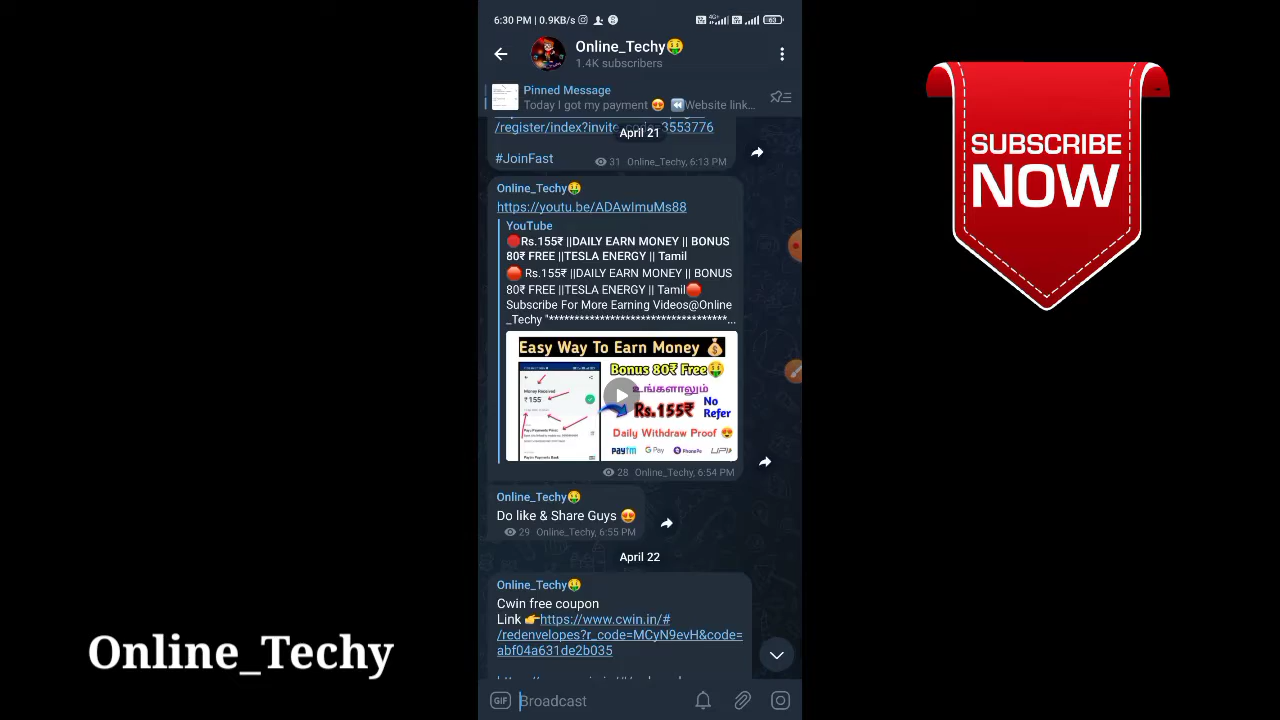 6:30 PM | 0.9KB/s
63
Online_Techy🤑
1.4K subscribers
Pinned Message
Today I got my payment 😍 ⏪Website link...
/register/index?invite_code=3553776
April 21
#JoinFast
31 Online_Techy, 6:13 PM
Online_Techy🤑
https://youtu.be/ADAwImuMs88
YouTube
🔴Rs.155₹ ||DAILY EARN MONEY || BONUS
80₹ FREE ||TESLA ENERGY || Tamil
🛑 Rs.155₹ ||DAILY EARN MONEY || BONUS
80₹ FREE ||TESLA ENERGY || Tamil🛑
Subscribe For More Earning Videos@Online
_Techy "***********************************...
Easy Way To Earn Money 💰
Bonus 80₹ Free🤑
உங்களாலும்
Rs.155₹
No
Refer
Daily Withdraw Proof 😍
Money Received
₹ 155
Paytm Payments Bank
paytm
G Pay
PhonePe
UPI
28 Online_Techy, 6:54 PM
Online_Techy🤑
Do like & Share Guys 😍
29 Online_Techy, 6:55 PM
April 22
Online_Techy🤑
Cwin free coupon
Link 👉https://www.cwin.in/#
/redenvelopes?r_code=MCyN9evH&code=
abf04a631de2b035
GIF
Broadcast
SUBSCRIBE
NOW
Online_Techy